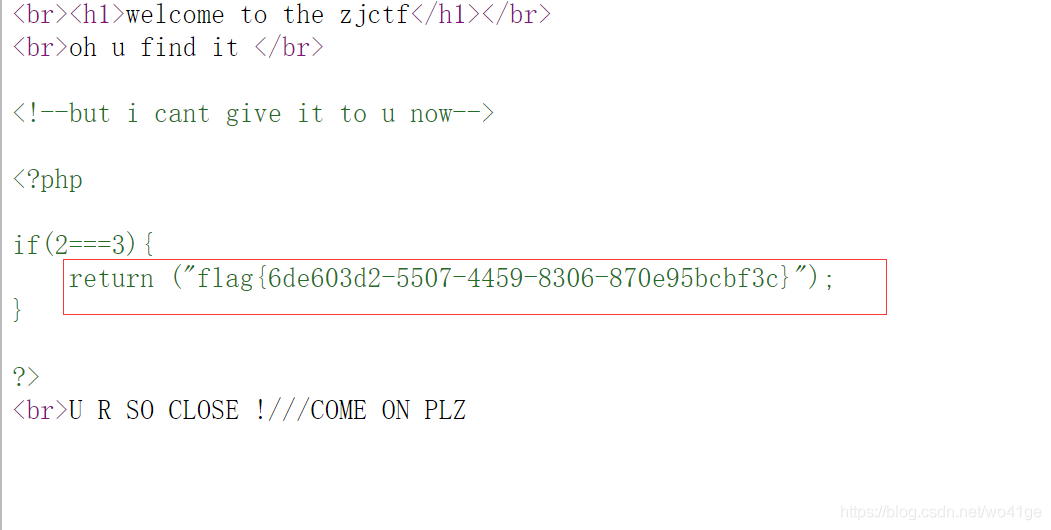 <br><h1>welcome to the zjctf</h1></br>
<br>oh u find it </br>
<!--but i cant give it to u now-->
<?php
if(2===3){
return ("flag{6de603d2-5507-4459-8306-870e95bcbf3c}");
}
?>
<br>U R SO CLOSE !///COME ON PLZ
https://blog.csdn.net/wo41ge